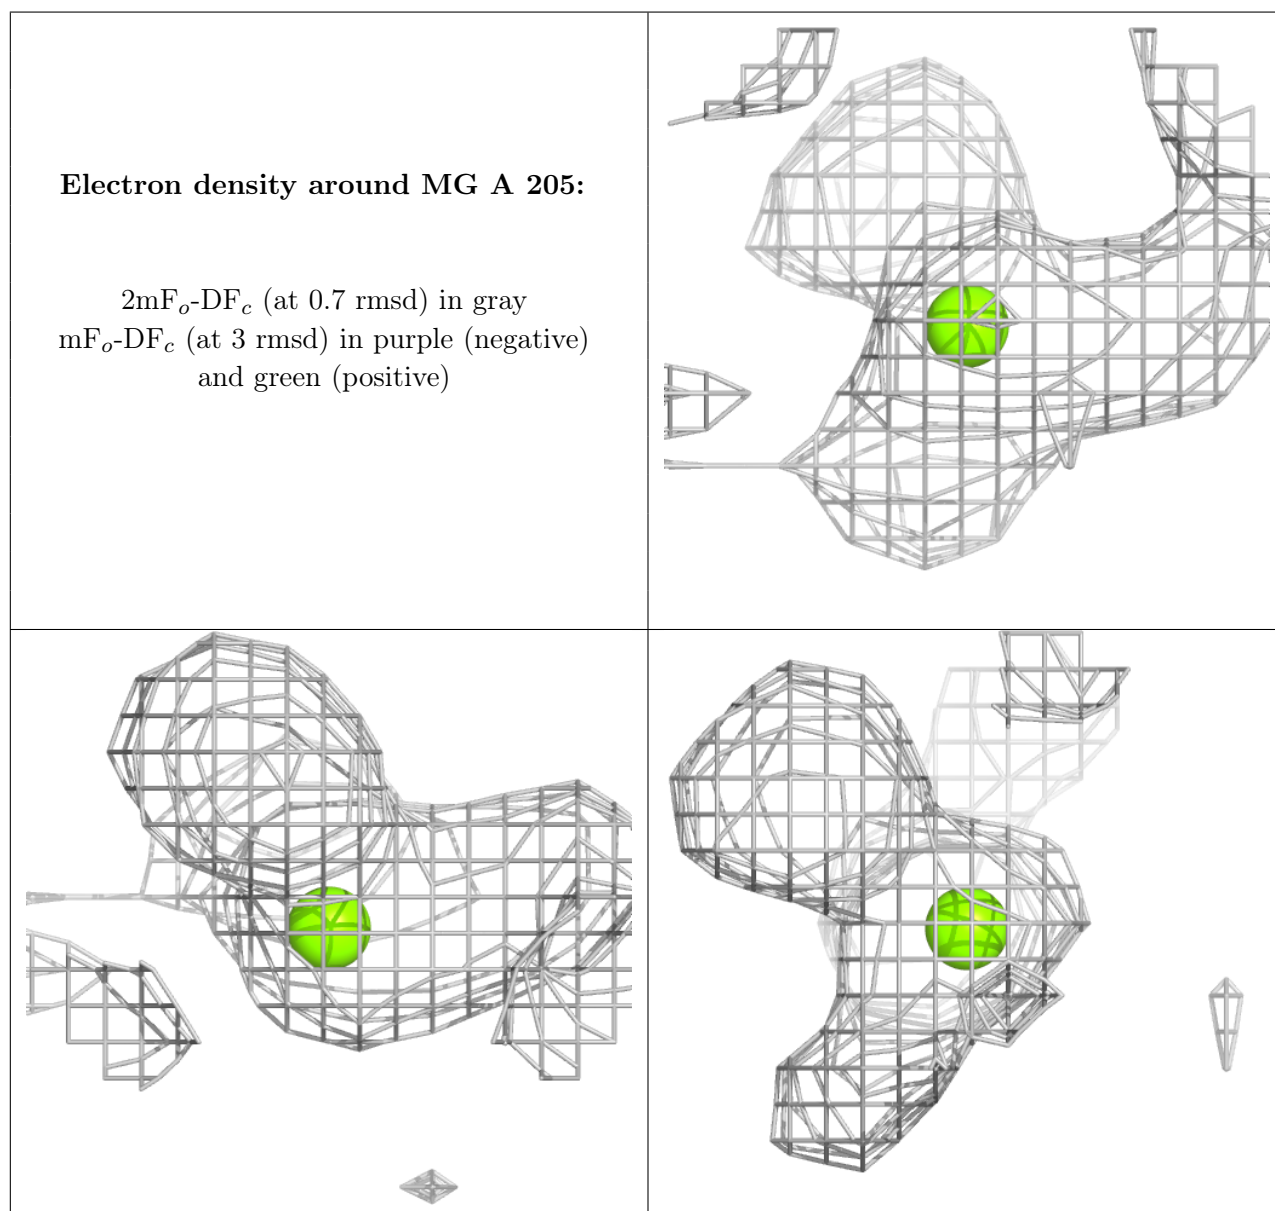 Electron density around MG A 205:
2mFo-DFc (at 0.7 rmsd) in gray
mFo-DFc (at 3 rmsd) in purple (negative)
and green (positive)